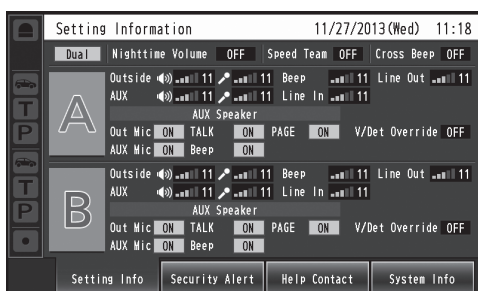 Setting Information 11/27/2013(Wed) 11:18
Dual Nighttime Volume OFF Speed Team OFF Cross Beep OFF
A
Outside 11 11 Beep 11 Line Out 11
AUX 11 11 Line In 11
AUX Speaker
Out Mic ON TALK ON PAGE ON V/Det Override OFF
AUX Mic ON Beep ON
B
Outside 11 11 Beep 11 Line Out 11
AUX 11 11 Line In 11
AUX Speaker
Out Mic ON TALK ON PAGE ON V/Det Override OFF
AUX Mic ON Beep ON
T
P
T
P
Setting Info Security Alert Help Contact System Info